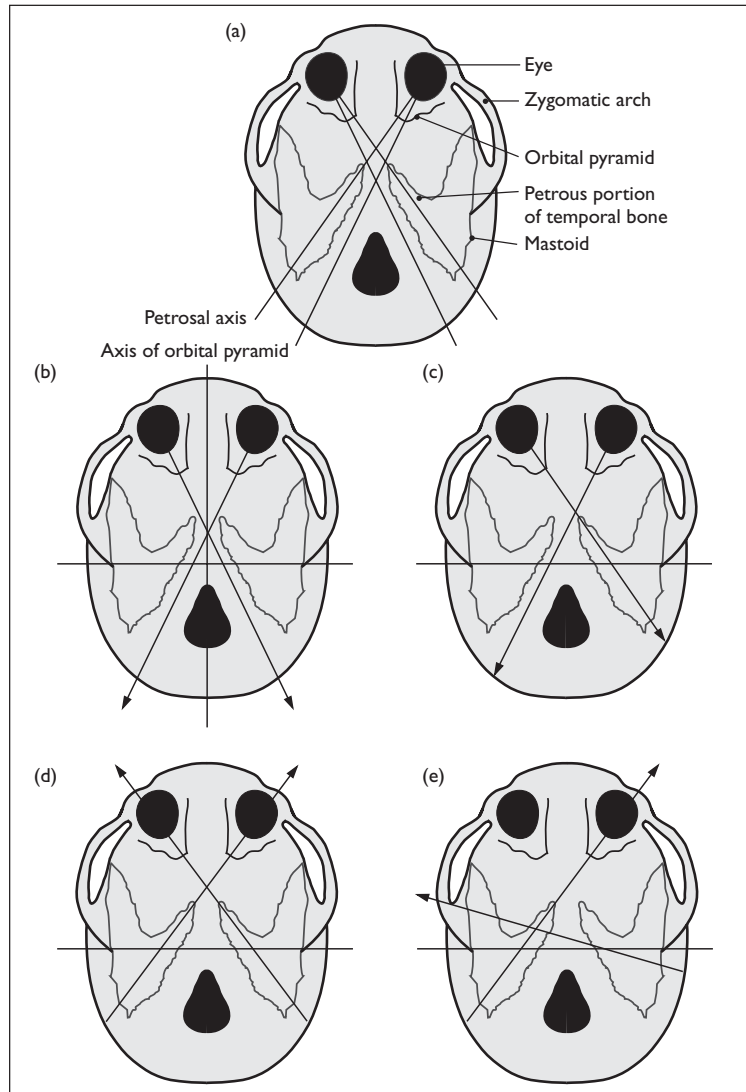 (a)
Eye
Zygomatic arch
Orbital pyramid
Petrous portion
of temporal bone
Mastoid
Petrosal axis
Axis of orbital pyramid
(b)
(c)
(d)
(e)